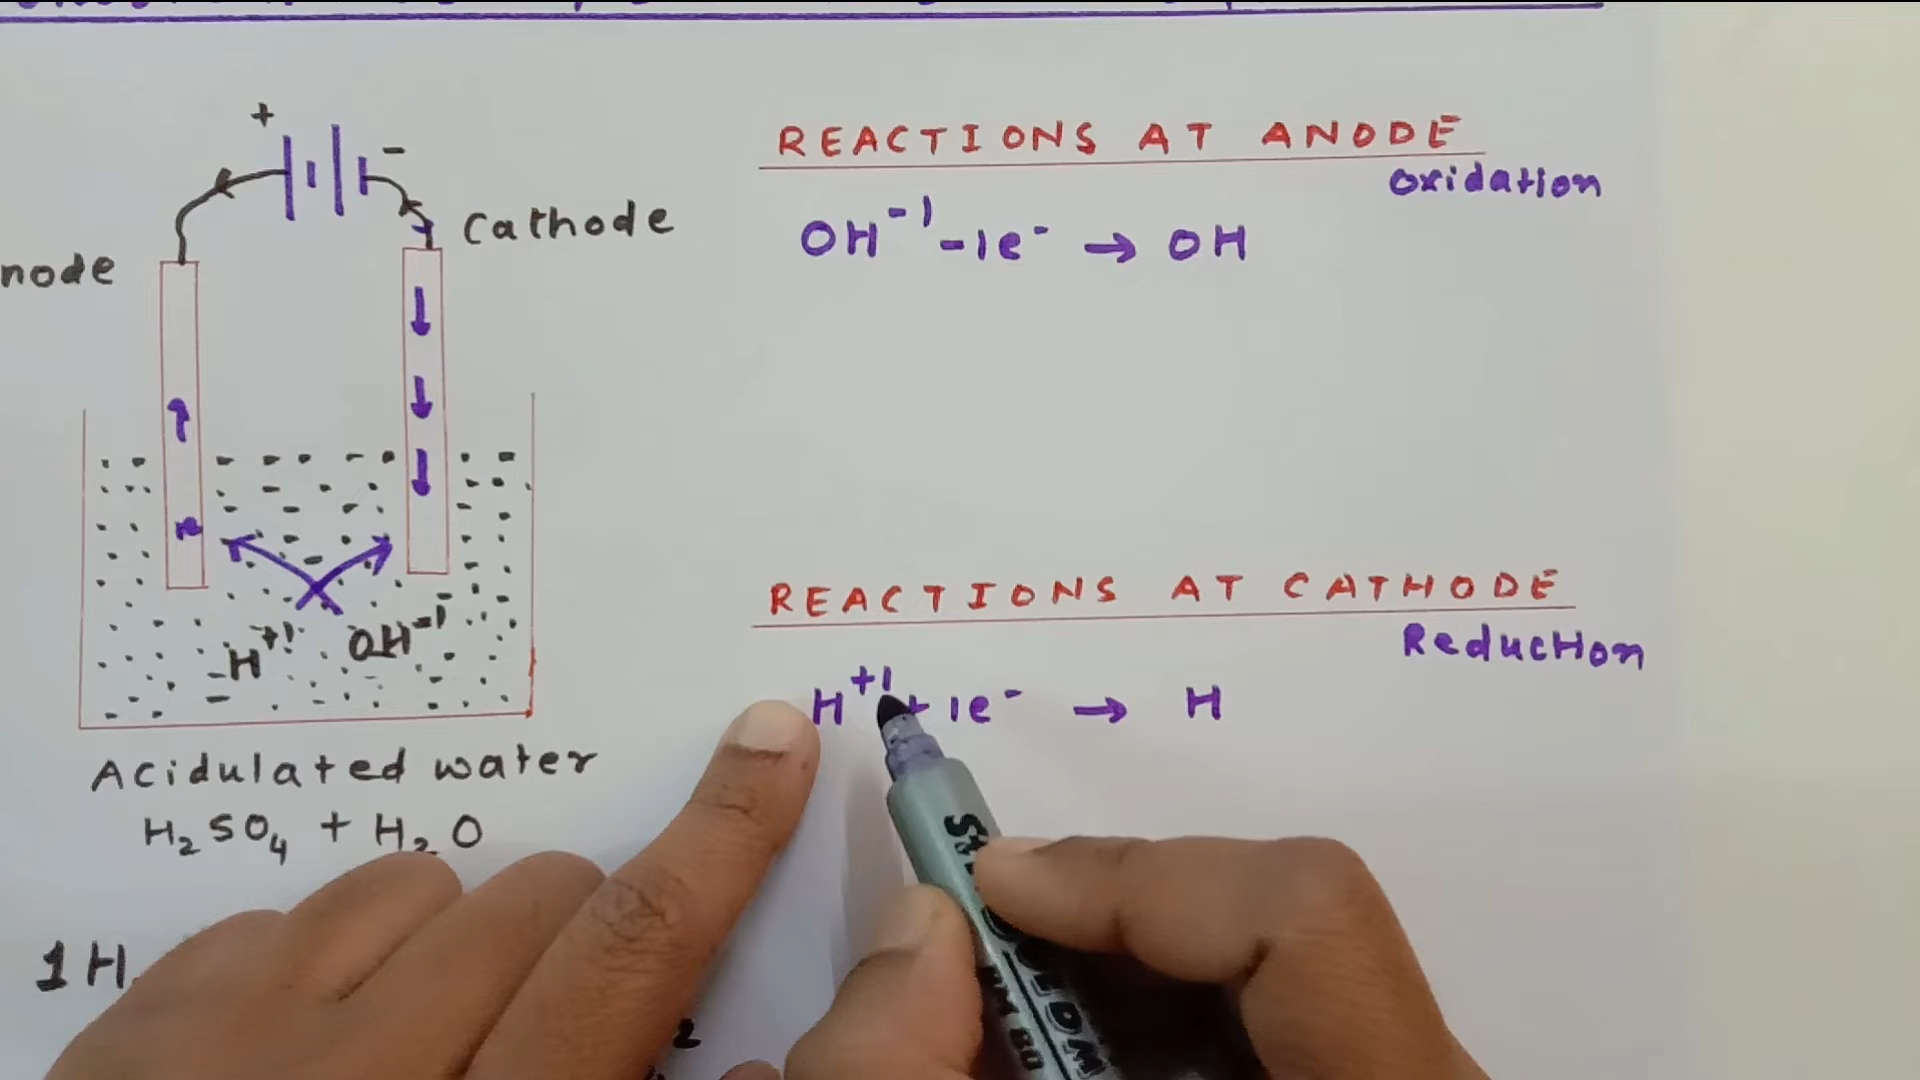 +
-
Cathode
node
H⁺¹
OH⁻¹
Acidulated water
H₂SO₄ + H₂O
1H
2
REACTIONS AT ANODE
Oxidation
OH⁻¹ - 1e⁻ → OH
REACTIONS AT CATHODE
Reduction
H⁺¹ + 1e⁻ → H